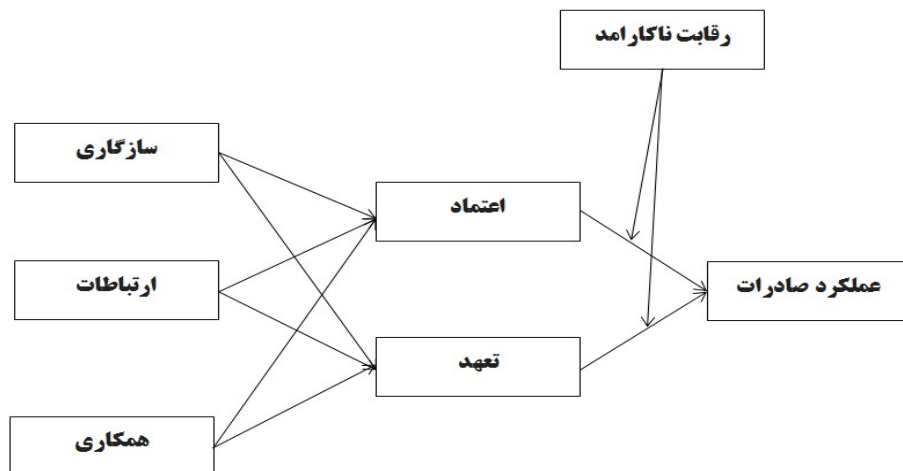 رقابت ناکارامد
سازگاری
اعتماد
ارتباطات
عملکرد صادرات
تعهد
همکاری